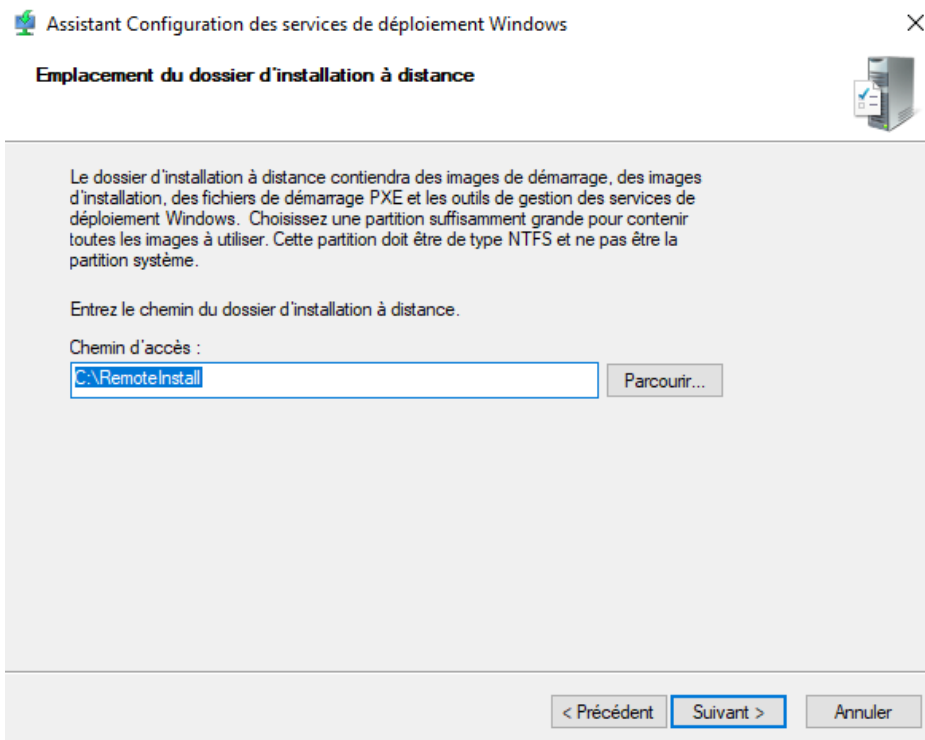 Assistant Configuration des services de déploiement Windows
Emplacement du dossier d'installation à distance
Le dossier d'installation à distance contiendra des images de démarrage, des images
d'installation, des fichiers de démarrage PXE et les outils de gestion des services de
déploiement Windows.  Choisissez une partition suffisamment grande pour contenir
toutes les images à utiliser. Cette partition doit être de type NTFS et ne pas être la
partition système.
Entrez le chemin du dossier d'installation à distance.
Chemin d'accès :
C:\RemoteInstall
Parcourir...
< Précédent
Suivant >
Annuler